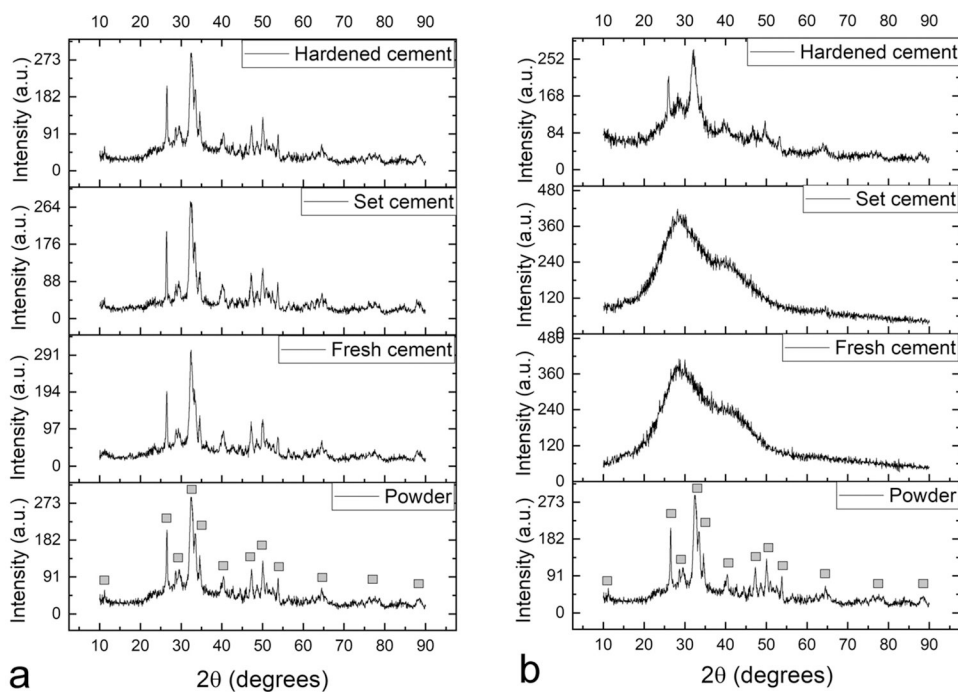 10 20 30 40 50 60 70 80 90
Hardened cement
Intensity (a.u.)
273
182
91
0
Set cement
Intensity (a.u.)
264
176
88
0
Fresh cement
Intensity (a.u.)
291
194
97
0
Powder
Intensity (a.u.)
273
182
91
0
10 20 30 40 50 60 70 80 90
2θ (degrees)
a
10 20 30 40 50 60 70 80 90
Hardened cement
Intensity (a.u.)
252
168
84
0
Set cement
Intensity (a.u.)
480
360
240
120
0
Fresh cement
Intensity (a.u.)
480
360
240
120
0
Powder
Intensity (a.u.)
273
182
91
0
10 20 30 40 50 60 70 80 90
2θ (degrees)
b